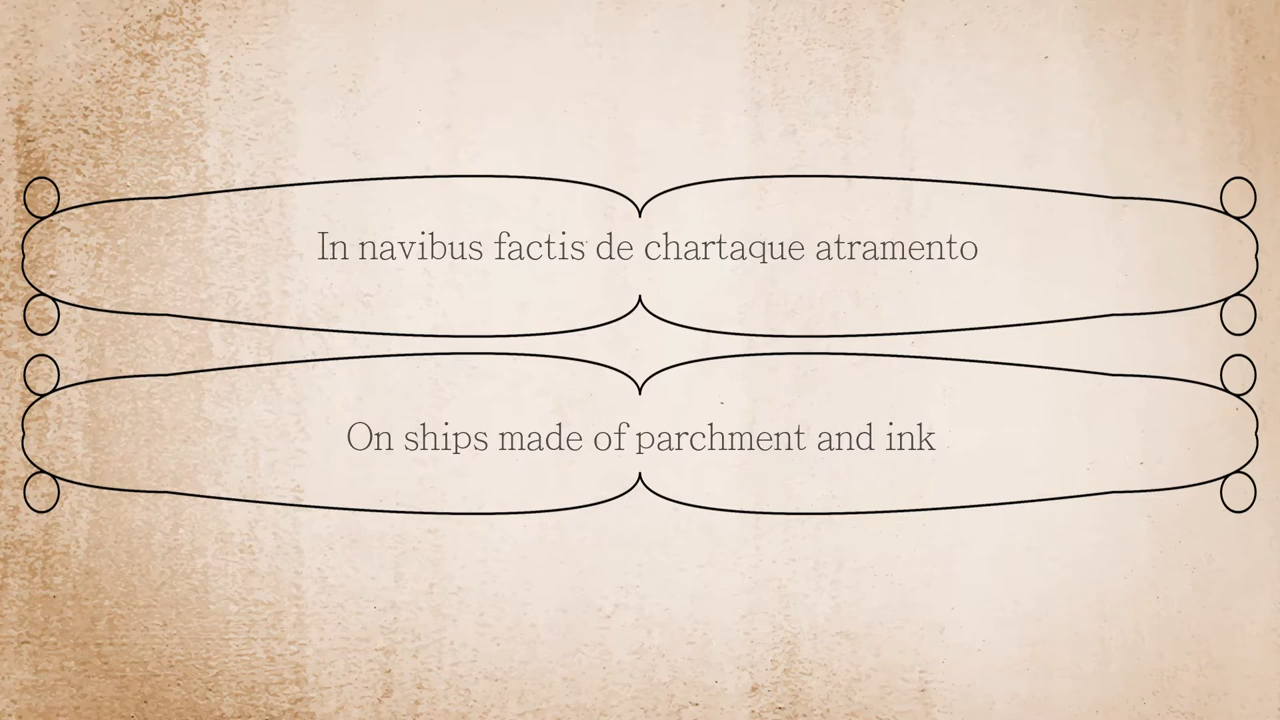 In navibus factis de chartaque atramento
On ships made of parchment and ink